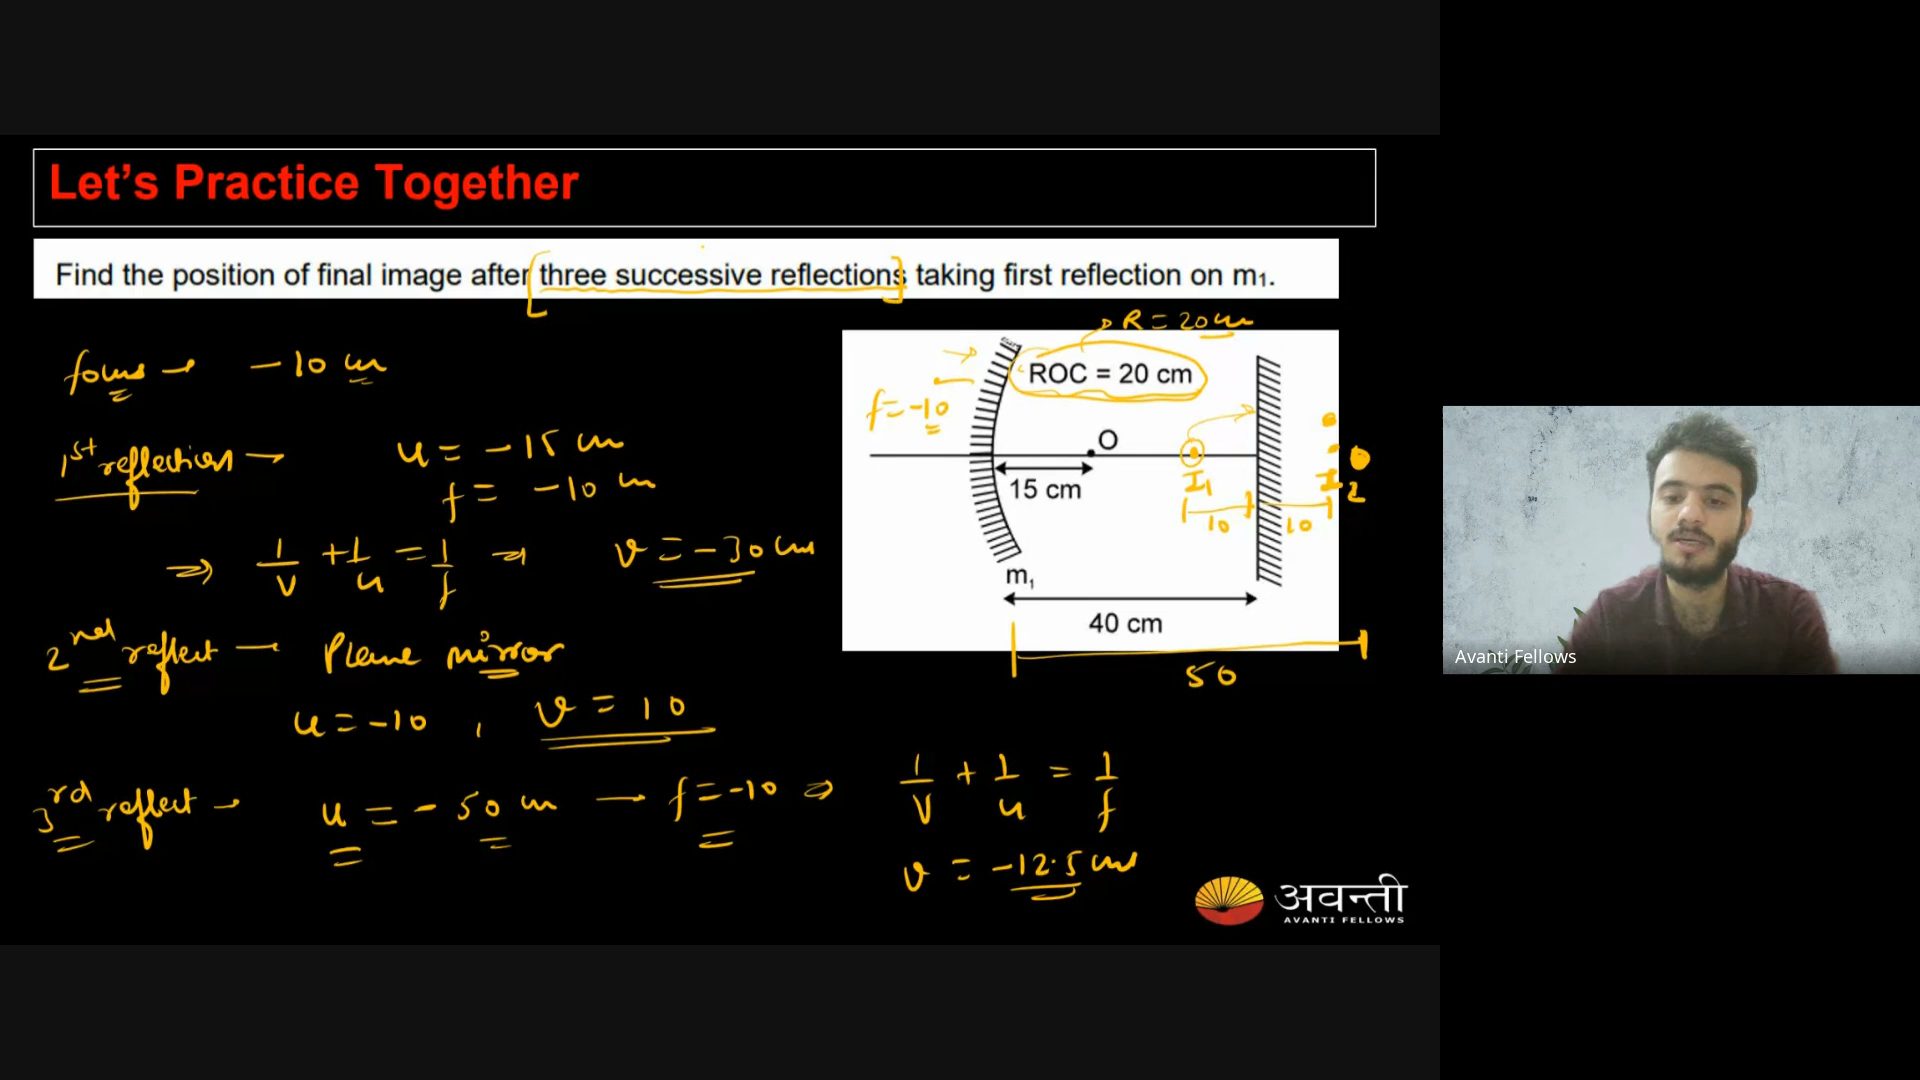 Let's Practice Together
Find the position of final image after three successive reflections taking first reflection on m₁.
focus → -10 cm
1st reflection → u = -15 cm
f = -10 cm
⇒ 1/v + 1/u = 1/f ⇒ v = -30 cm
2nd reflect → Plane mirror
u = -10 , v = 10
3rd reflect → u = -50 cm → f = -10 ⇒ 1/v + 1/u = 1/f
v = -12.5 cm
R = 20 cm
ROC = 20 cm
f = -10
O
15 cm
I₁
I₂
10
10
m₁
40 cm
50
Avanti Fellows
अवन्ती
AVANTI FELLOWS